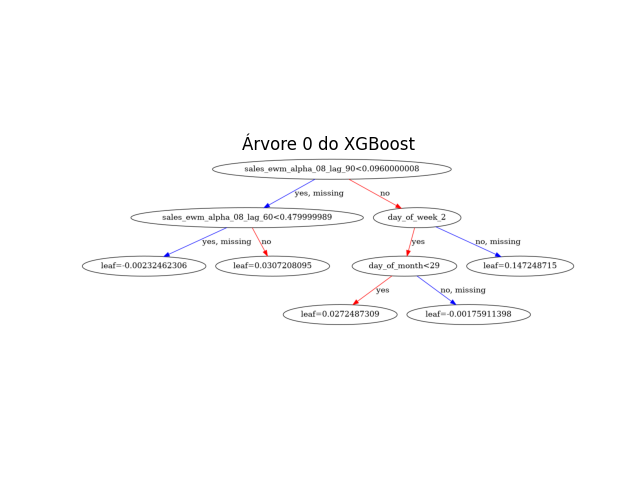 Árvore 0 do XGBoost
sales_ewm_alpha_08_lag_90<0.0960000008
yes, missing
no
sales_ewm_alpha_08_lag_60<0.479999989
day_of_week_2
yes, missing
no
yes
no, missing
leaf=-0.00232462306
leaf=0.0307208095
day_of_month<29
leaf=0.147248715
yes
no, missing
leaf=0.0272487309
leaf=-0.00175911398